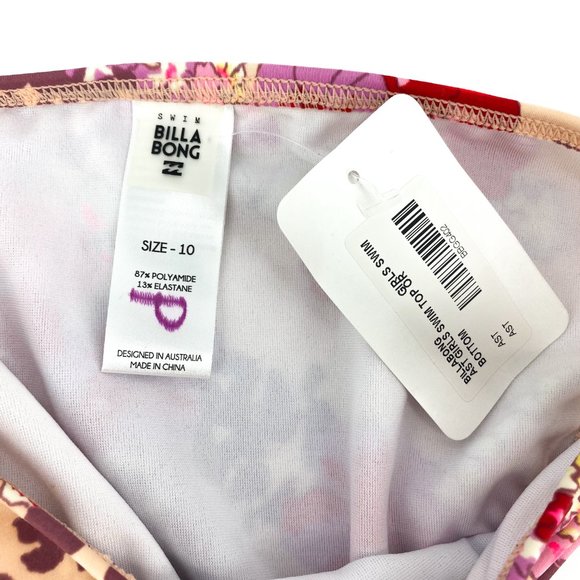 SWIM
BILLA
BONG
SIZE - 10
87% POLYAMIDE
13% ELASTANE
DESIGNED IN AUSTRALIA
MADE IN CHINA
BILLABONG GIRLS SWIM
AST GIRLS SWIM TOP OR
BOTTOM
AST
AST